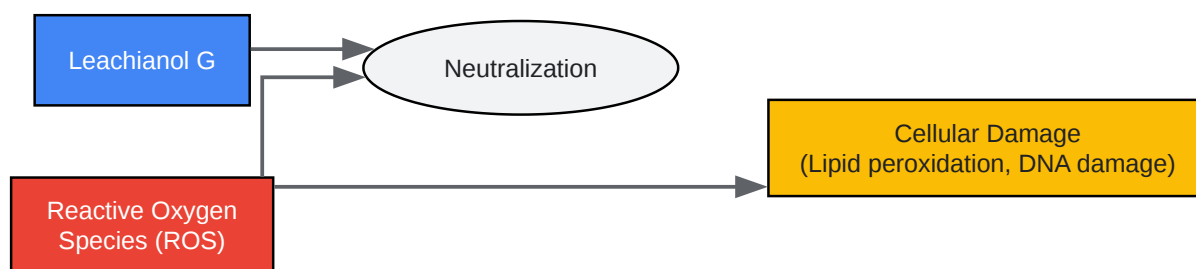 Leachianol G
Neutralization
Cellular Damage
(Lipid peroxidation, DNA damage)
Reactive Oxygen
Species (ROS)